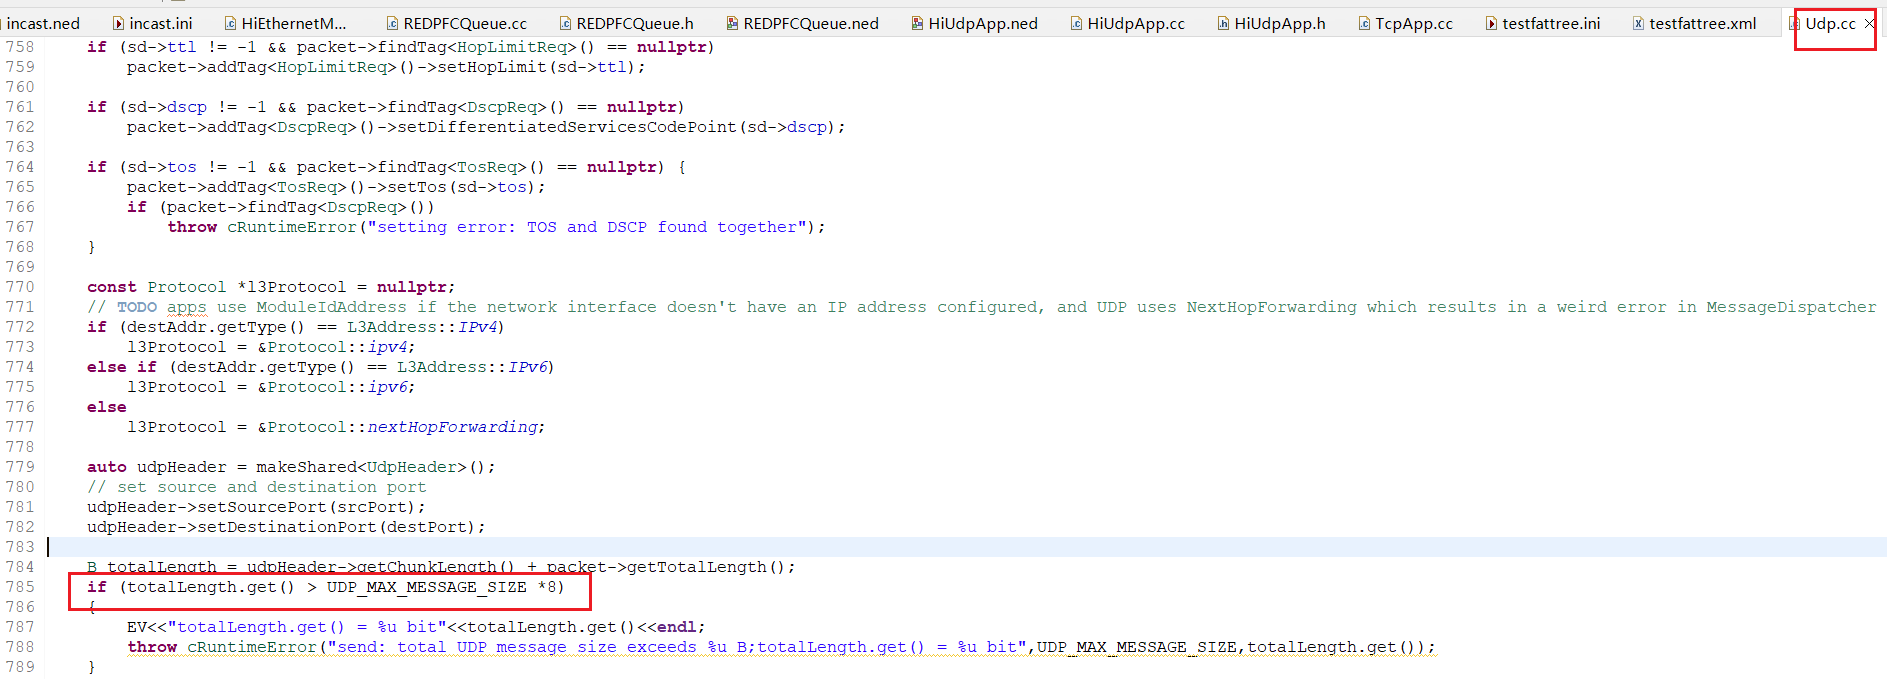 incast.ned incast.ini HiEthernetM... REDPFCQueue.cc REDPFCQueue.h REDPFCQueue.ned HiUdpApp.ned HiUdpApp.cc HiUdpApp.h TcpApp.cc testfattree.ini testfattree.xml Udp.cc
758 if (sd->ttl != -1 && packet->findTag<HopLimitReq>() == nullptr)
759 packet->addTag<HopLimitReq>()->setHopLimit(sd->ttl);
760
761 if (sd->dscp != -1 && packet->findTag<DscpReq>() == nullptr)
762 packet->addTag<DscpReq>()->setDifferentiatedServicesCodePoint(sd->dscp);
763
764 if (sd->tos != -1 && packet->findTag<TosReq>() == nullptr) {
765 packet->addTag<TosReq>()->setTos(sd->tos);
766 if (packet->findTag<DscpReq>())
767 throw cRuntimeError("setting error: TOS and DSCP found together");
768 }
769
770 const Protocol *l3Protocol = nullptr;
771 // TODO apps use ModuleIdAddress if the network interface doesn't have an IP address configured, and UDP uses NextHopForwarding which results in a weird error in MessageDispatcher
772 if (destAddr.getType() == L3Address::IPv4)
773 l3Protocol = &Protocol::ipv4;
774 else if (destAddr.getType() == L3Address::IPv6)
775 l3Protocol = &Protocol::ipv6;
776 else
777 l3Protocol = &Protocol::nextHopForwarding;
778
779 auto udpHeader = makeShared<UdpHeader>();
780 // set source and destination port
781 udpHeader->setSourcePort(srcPort);
782 udpHeader->setDestinationPort(destPort);
783
784 B totalLength = udpHeader->getChunkLength() + packet->getTotalLength();
785 if (totalLength.get() > UDP_MAX_MESSAGE_SIZE *8)
786 {
787 EV<<"totalLength.get() = %u bit"<<totalLength.get()<<endl;
788 throw cRuntimeError("send: total UDP message size exceeds %u B;totalLength.get() = %u bit",UDP_MAX_MESSAGE_SIZE,totalLength.get());
789 }